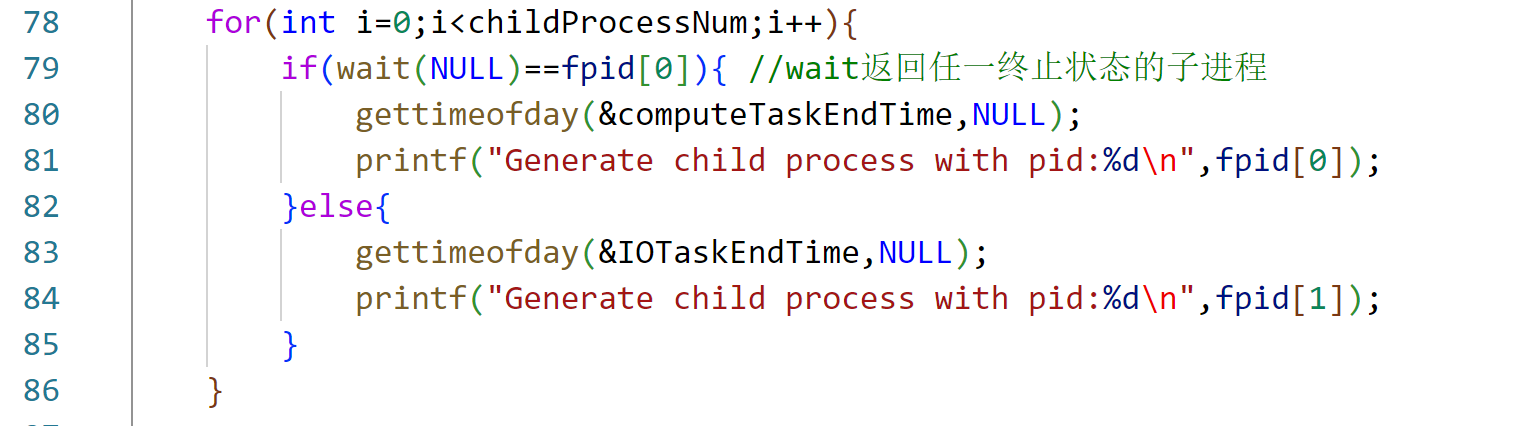 78 for(int i=0;i<childProcessNum;i++){
79 if(wait(NULL)==fpid[0]){ //wait返回任一终止状态的子进程
80 gettimeofday(&computeTaskEndTime,NULL);
81 printf("Generate child process with pid:%d\n",fpid[0]);
82 }else{
83 gettimeofday(&IOTaskEndTime,NULL);
84 printf("Generate child process with pid:%d\n",fpid[1]);
85 }
86 }